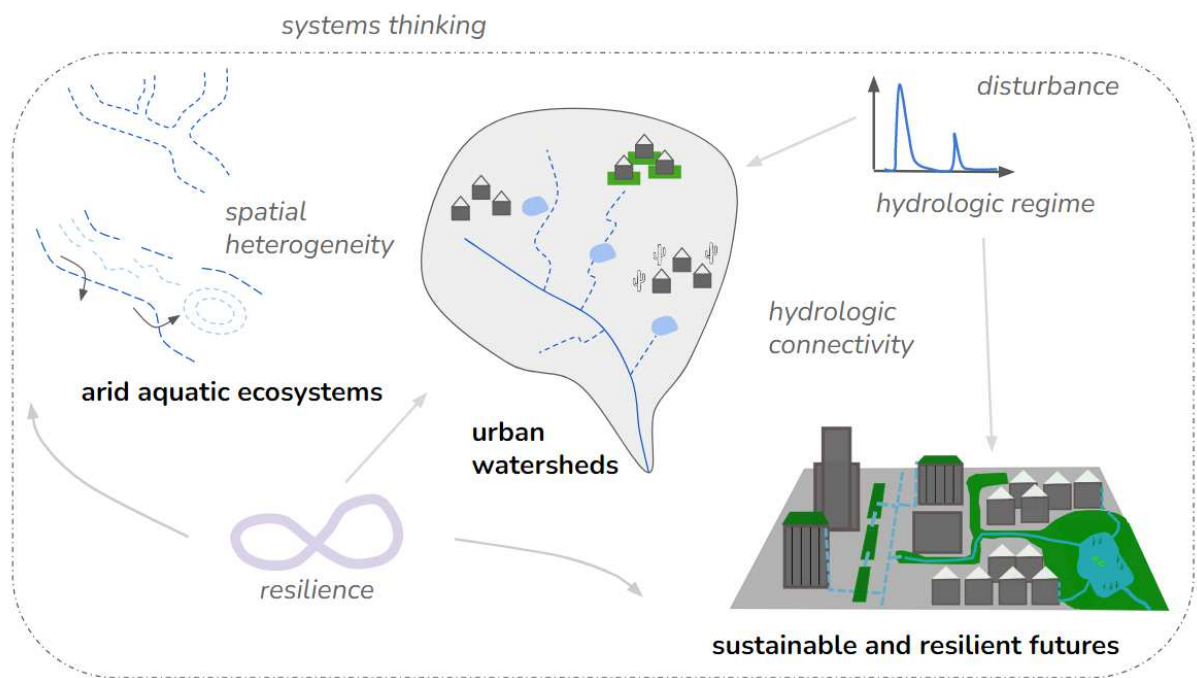 systems thinking
disturbance
hydrologic regime
spatial
heterogeneity
hydrologic
connectivity
arid aquatic ecosystems
urban
watersheds
resilience
sustainable and resilient futures